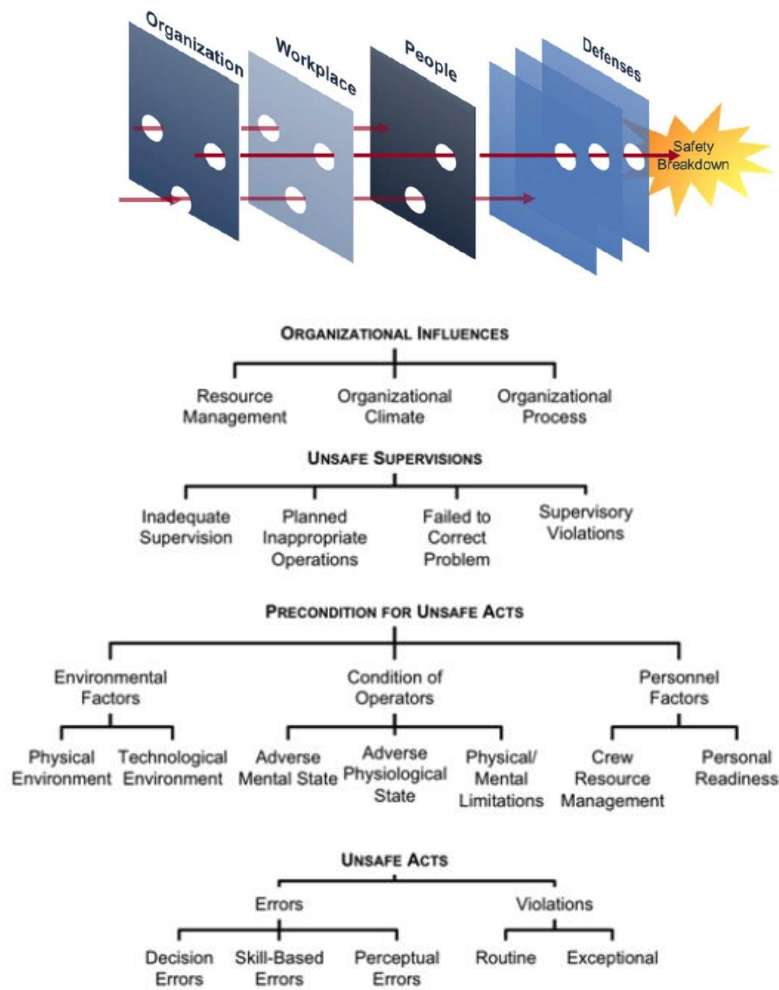 Organization
Workplace
People
Defenses
Safety
Breakdown
ORGANIZATIONAL INFLUENCES
Resource
Management
Organizational
Climate
Organizational
Process
UNSAFE SUPERVISIONS
Inadequate
Supervision
Planned
Inappropriate
Operations
Failed to
Correct
Problem
Supervisory
Violations
PRECONDITION FOR UNSAFE ACTS
Environmental
Factors
Condition of
Operators
Personnel
Factors
Physical
Environment
Technological
Environment
Adverse
Mental State
Adverse
Physiological
State
Physical/
Mental
Limitations
Crew
Resource
Management
Personal
Readiness
UNSAFE ACTS
Errors
Violations
Decision
Errors
Skill-Based
Errors
Perceptual
Errors
Routine
Exceptional